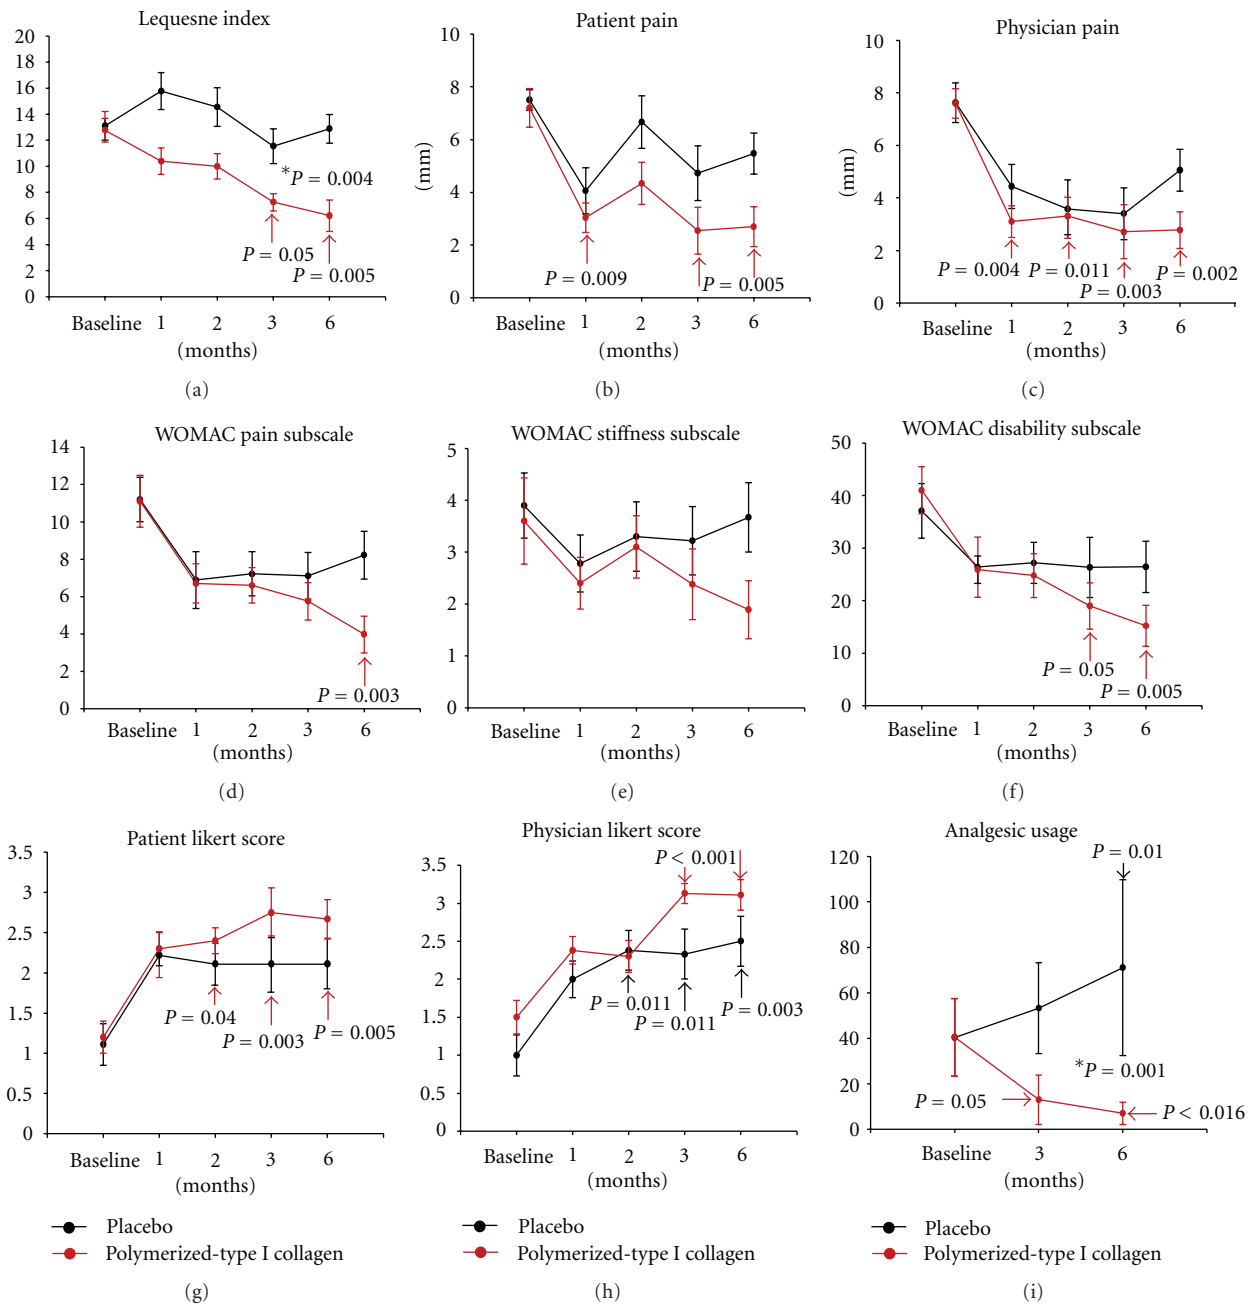 Lequesne index
20
18
16
14
12
10
8
6
4
2
0
*P = 0.004
P = 0.05
P = 0.005
Baseline 1 2 3 6
(months)
(a)
Patient pain
(mm)
10
8
6
4
2
0
P = 0.009
P = 0.005
Baseline 1 2 3 6
(months)
(b)
Physician pain
(mm)
10
8
6
4
2
0
P = 0.004
P = 0.011
P = 0.003
P = 0.002
Baseline 1 2 3 6
(months)
(c)
WOMAC pain subscale
14
12
10
8
6
4
2
0
P = 0.003
Baseline 1 2 3 6
(months)
(d)
WOMAC stiffness subscale
5
4
3
2
1
0
Baseline 1 2 3 6
(months)
(e)
WOMAC disability subscale
50
40
30
20
10
0
P = 0.05
P = 0.005
Baseline 1 2 3 6
(months)
(f)
Patient likert score
3.5
3
2.5
2
1.5
1
0.5
0
P = 0.04
P = 0.003
P = 0.005
Baseline 1 2 3 6
(months)
Placebo
Polymerized-type I collagen
(g)
Physician likert score
3.5
3
2.5
2
1.5
1
0.5
0
P < 0.001
P = 0.011
P = 0.011
P = 0.003
Baseline 1 2 3 6
(months)
Placebo
Polymerized-type I collagen
(h)
Analgesic usage
120
100
80
60
40
20
0
P = 0.01
*P = 0.001
P = 0.05
P < 0.016
Baseline 3 6
(months)
Placebo
Polymerized-type I collagen
(i)